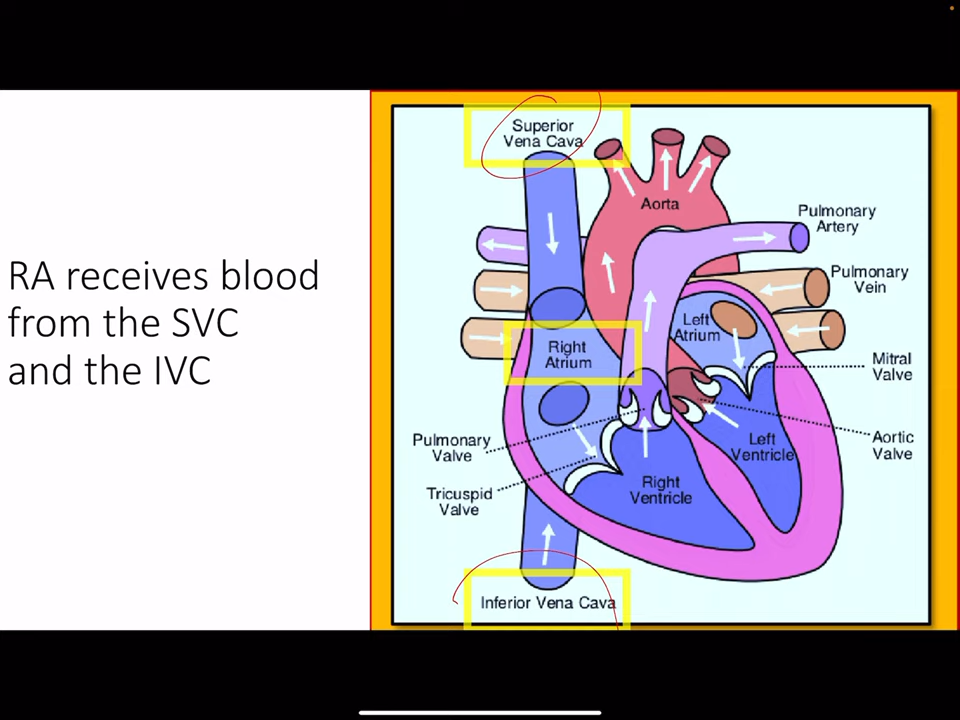 RA receives blood
from the SVC
and the IVC
Superior
Vena Cava
Aorta
Pulmonary
Artery
Pulmonary
Vein
Left
Atrium
Right
Atrium
Mitral
Valve
Pulmonary
Valve
Left
Ventricle
Aortic
Valve
Tricuspid
Valve
Right
Ventricle
Inferior Vena Cava